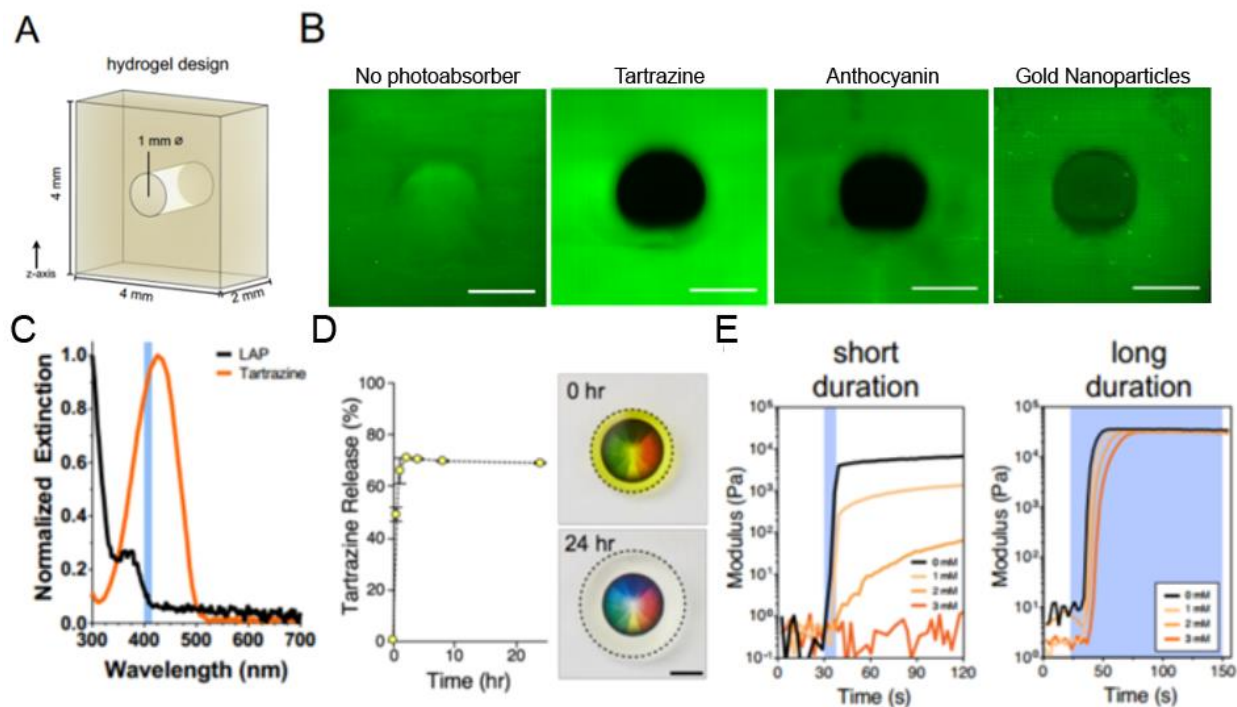 A
hydrogel design
1 mm ø
4 mm
z-axis
4 mm
2 mm
B
No photoabsorber
Tartrazine
Anthocyanin
Gold Nanoparticles
C
Normalized Extinction
1.0
0.8
0.6
0.4
0.2
0.0
LAP
Tartrazine
300
400
500
600
700
Wavelength (nm)
D
Tartrazine Release (%)
100
80
60
40
20
0
0
10
20
Time (hr)
0 hr
24 hr
E
short
duration
Modulus (Pa)
10⁵
10⁴
10³
10²
10¹
10⁰
10⁻¹
0 mM
1 mM
2 mM
3 mM
0
30
60
90
120
Time (s)
long
duration
Modulus (Pa)
10⁵
10⁴
10³
10²
10¹
10⁰
0 mM
1 mM
2 mM
3 mM
0
50
100
150
Time (s)